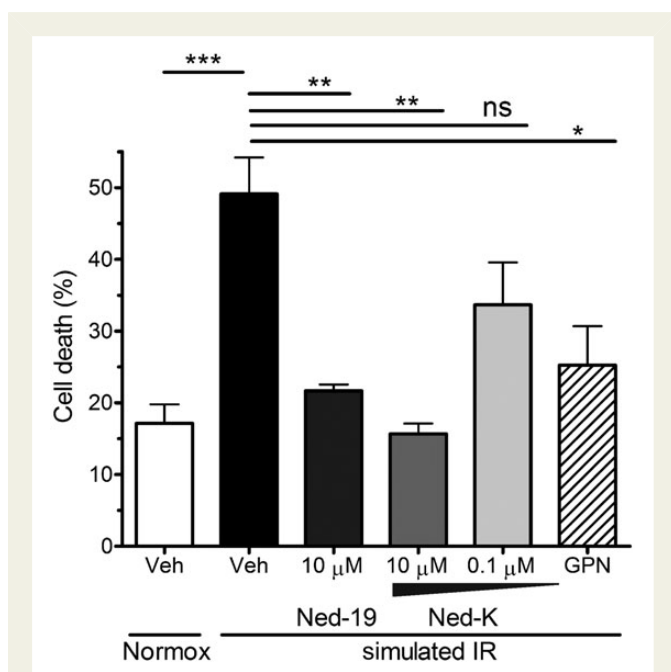 ***
**
**
ns
*
Cell death (%)
50
40
30
20
10
0
Veh Veh 10 μM 10 μM 0.1 μM GPN
Ned-19 Ned-K
Normox simulated IR